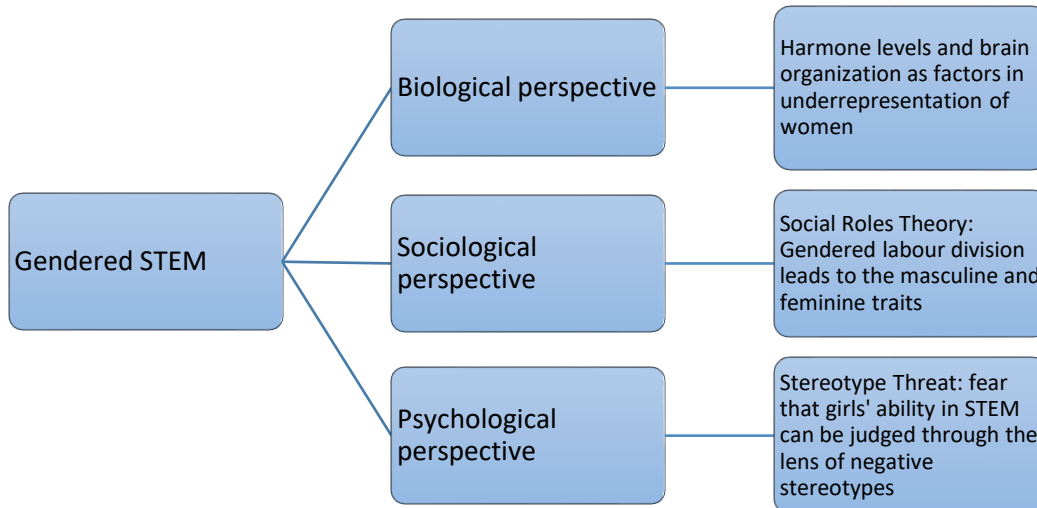 Gendered STEM
Biological perspective
Harmone levels and brain
organization as factors in
underrepresentation of
women
Sociological
perspective
Social Roles Theory:
Gendered labour division
leads to the masculine and
feminine traits
Psychological
perspective
Stereotype Threat: fear
that girls' ability in STEM
can be judged through the
lens of negative
stereotypes